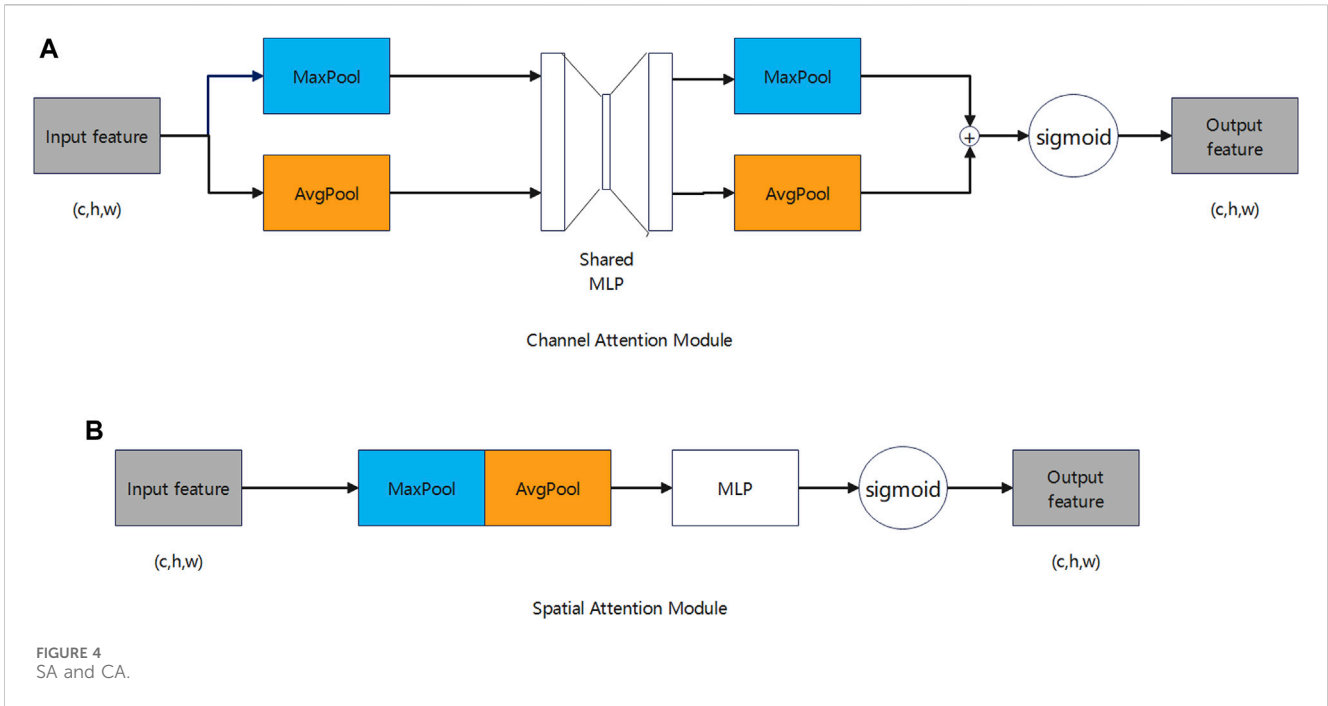 A
MaxPool
MaxPool
Input feature
+
sigmoid
Output
feature
AvgPool
AvgPool
(c,h,w)
(c,h,w)
Shared
MLP
Channel Attention Module
B
Input feature
MaxPool
AvgPool
MLP
sigmoid
Output
feature
(c,h,w)
(c,h,w)
Spatial Attention Module
FIGURE 4
SA and CA.